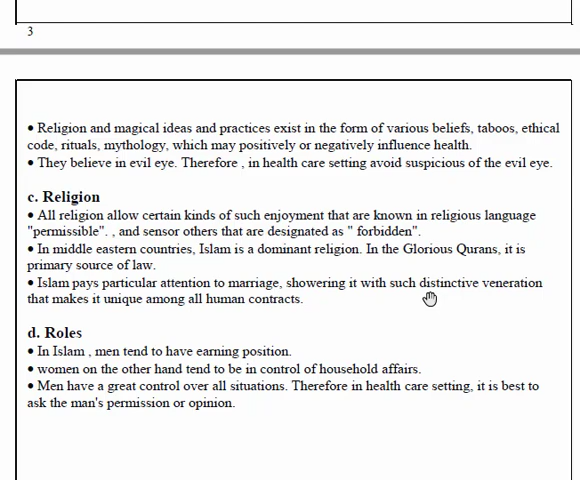 3
• Religion and magical ideas and practices exist in the form of various beliefs, taboos, ethical
code, rituals, mythology, which may positively or negatively influence health.
• They believe in evil eye. Therefore , in health care setting avoid suspicious of the evil eye.
c. Religion
• All religion allow certain kinds of such enjoyment that are known in religious language
"permissible". , and sensor others that are designated as " forbidden".
• In middle eastern countries, Islam is a dominant religion. In the Glorious Qurans, it is
primary source of law.
• Islam pays particular attention to marriage, showering it with such distinctive veneration
that makes it unique among all human contracts.
d. Roles
• In Islam , men tend to have earning position.
• women on the other hand tend to be in control of household affairs.
• Men have a great control over all situations. Therefore in health care setting, it is best to
ask the man's permission or opinion.